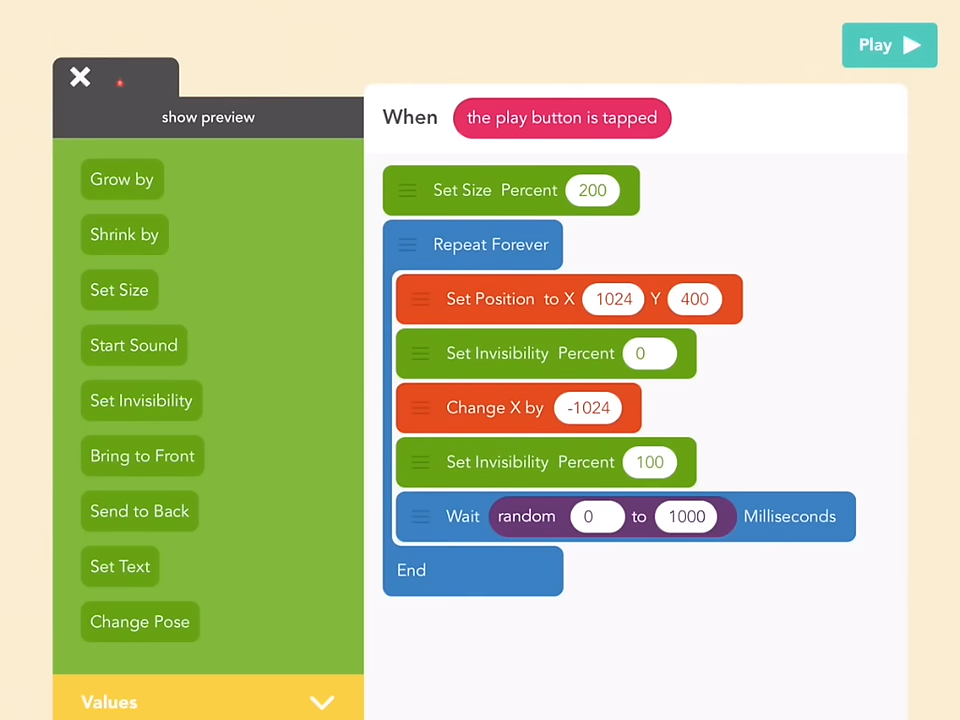 Play
show preview
When the play button is tapped
Grow by
Shrink by
Set Size
Start Sound
Set Invisibility
Bring to Front
Send to Back
Set Text
Change Pose
Values
Set Size Percent 200
Repeat Forever
Set Position to X 1024 Y 400
Set Invisibility Percent 0
Change X by -1024
Set Invisibility Percent 100
Wait random 0 to 1000 Milliseconds
End